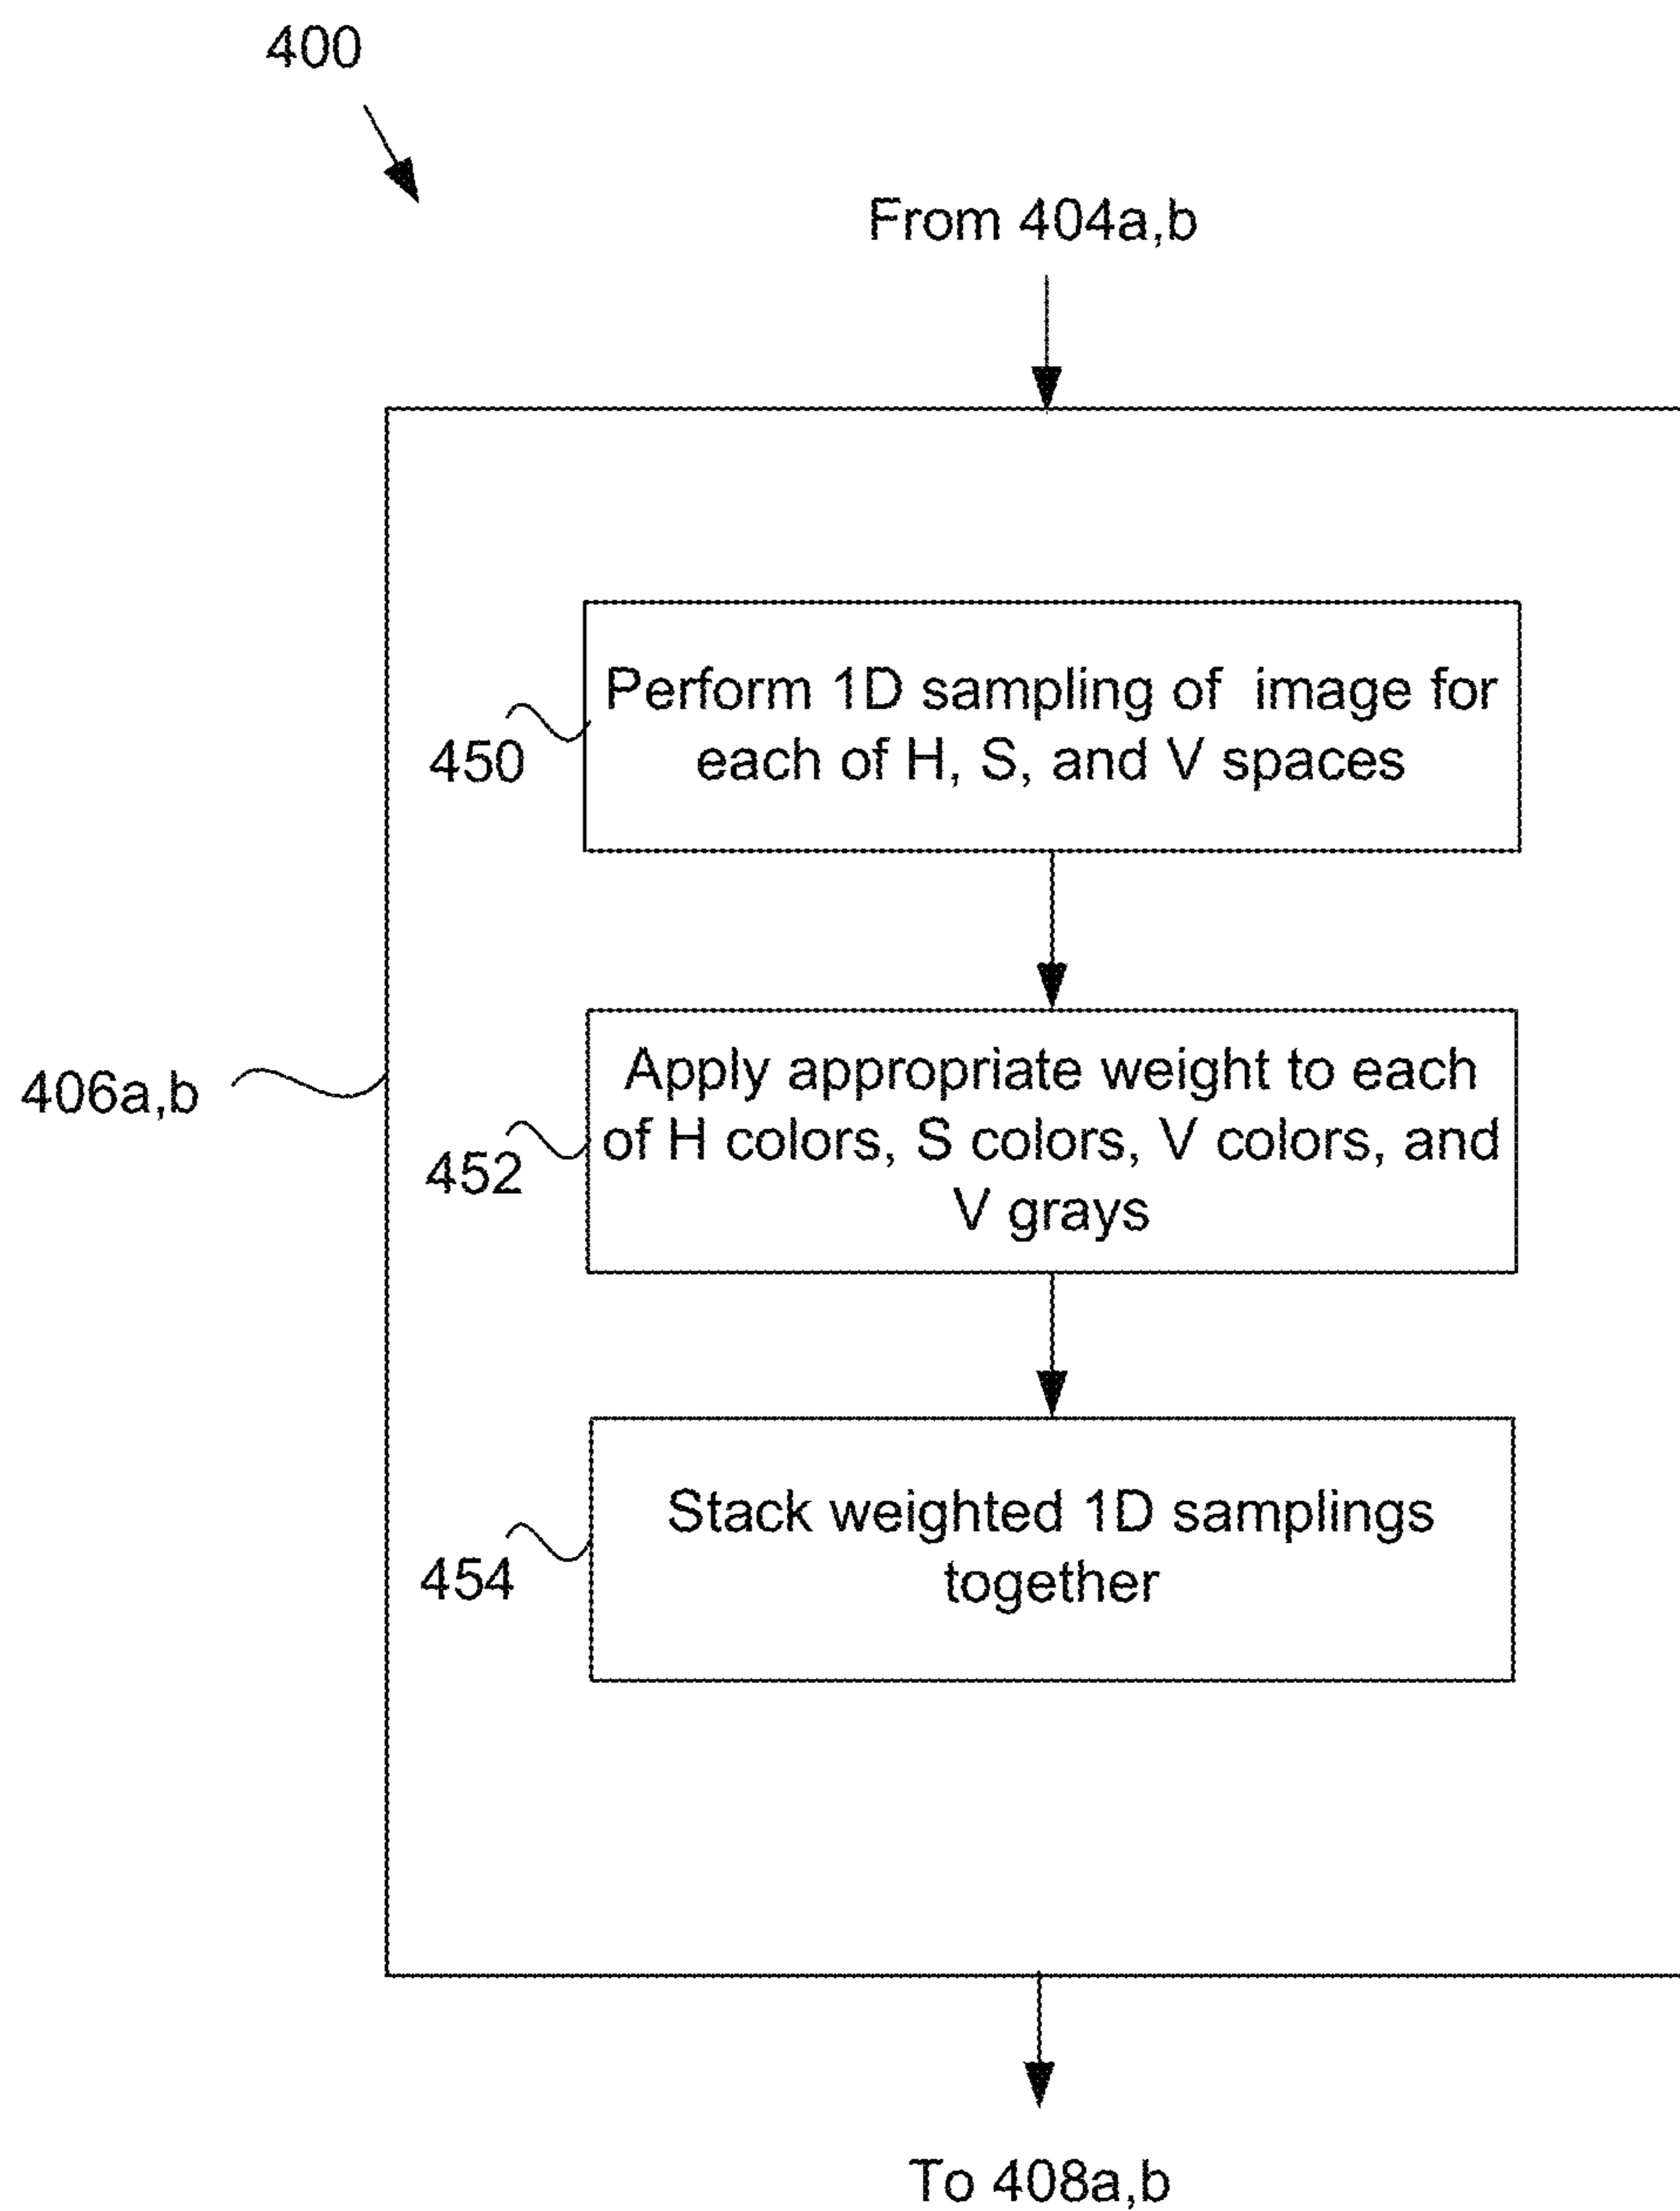 400
From 404a,b
Perform 1D sampling of image for
each of H, S, and V spaces
450
Apply appropriate weight to each
of H colors, S colors, V colors, and
V grays
406a,b
452
Stack weighted 1D samplings
together
454
To 408a,b